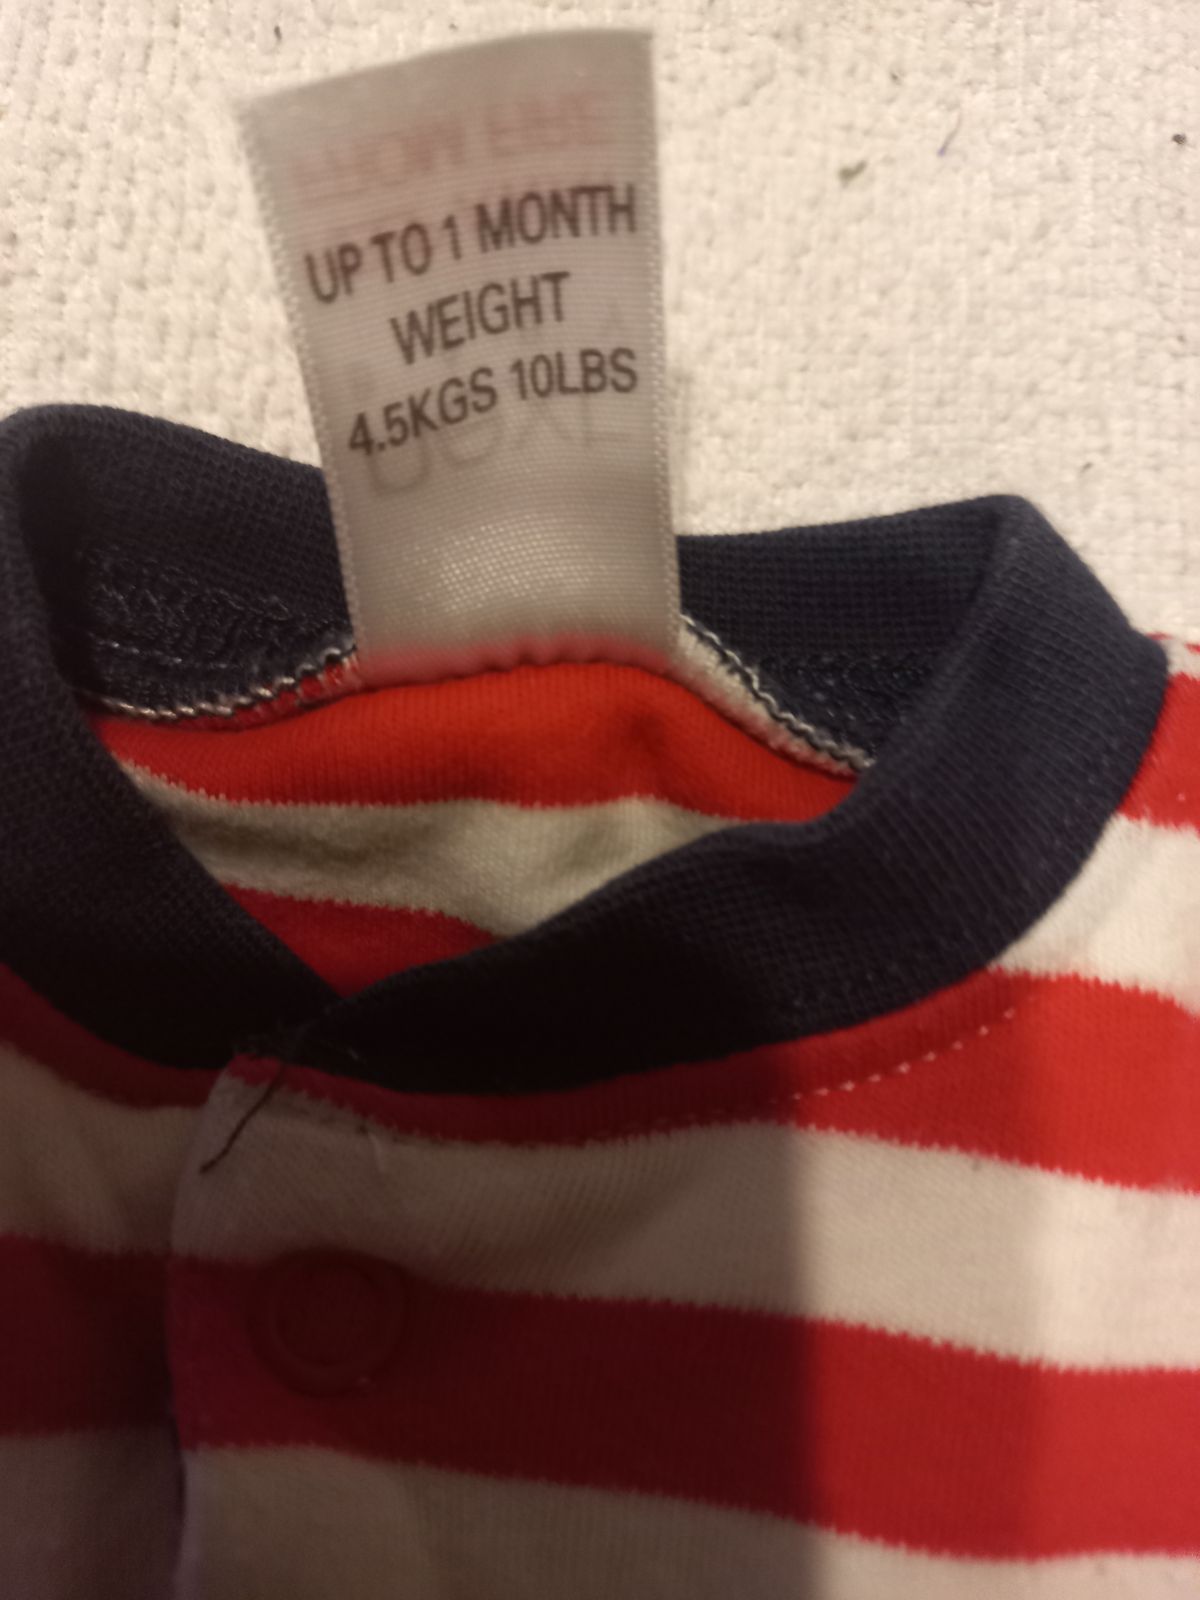 UP TO 1 MONTH
WEIGHT
4.5KGS 10LBS